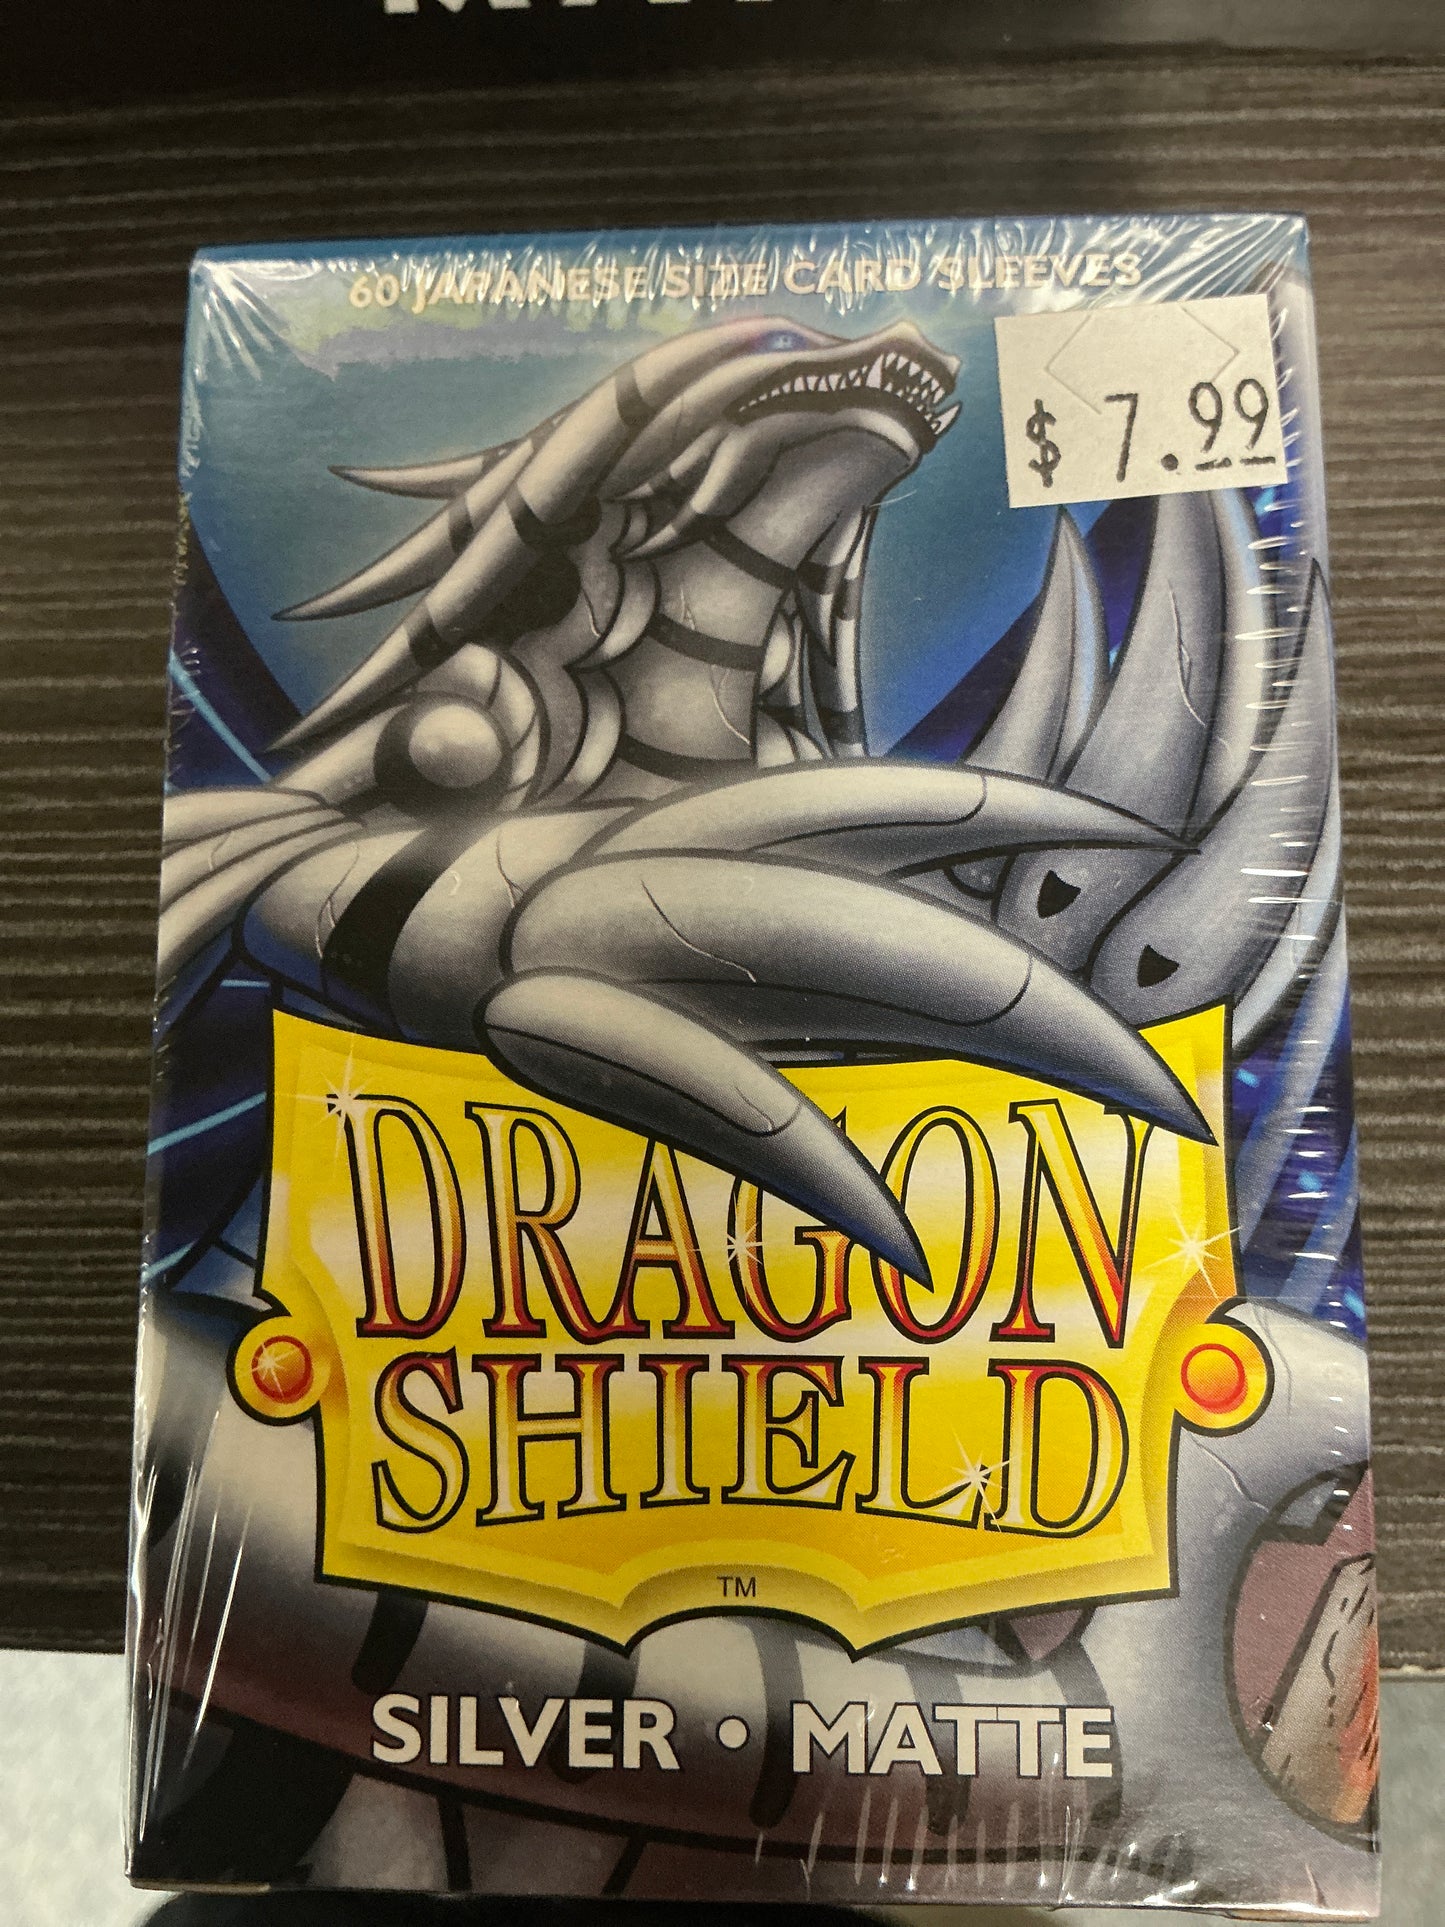 60 JAPANESE SIZE CARD SLEEVES
$ 7.99
DRAGON
SHIELD
TM
SILVER • MATTE